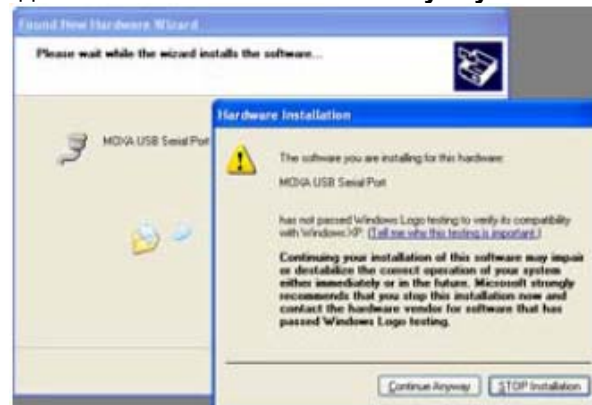 Found New Hardware Wizard
Please wait while the wizard installs the software...
MOXA USB Serial Port
Hardware Installation
The software you are installing for this hardware:
MOXA USB Serial Port
has not passed Windows Logo testing to verify its compatibility
with Windows XP. (Tell me why this testing is important.)
Continuing your installation of this software may impair
or destabilize the correct operation of your system
either immediately or in the future. Microsoft strongly
recommends that you stop this installation now and
contact the hardware vendor for software that has
passed Windows Logo testing.
Continue Anyway
STOP Installation